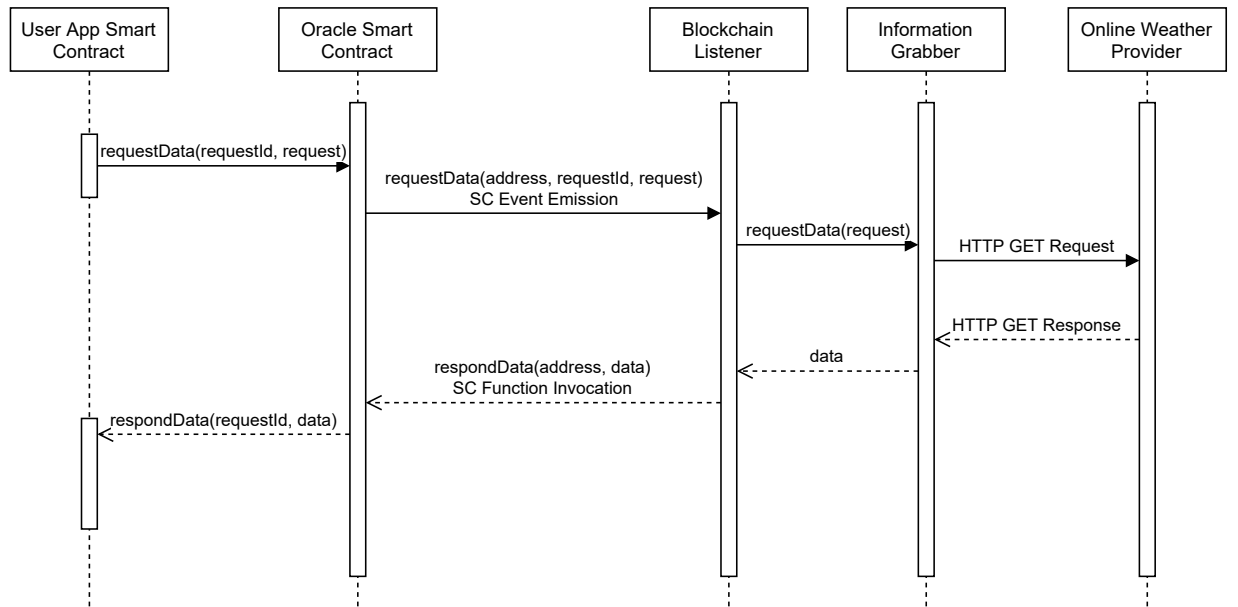 User App Smart
Contract
Oracle Smart
Contract
Blockchain
Listener
Information
Grabber
Online Weather
Provider
requestData(requestId, request)
requestData(address, requestId, request)
SC Event Emission
requestData(request)
HTTP GET Request
HTTP GET Response
data
respondData(address, data)
SC Function Invocation
respondData(requestId, data)